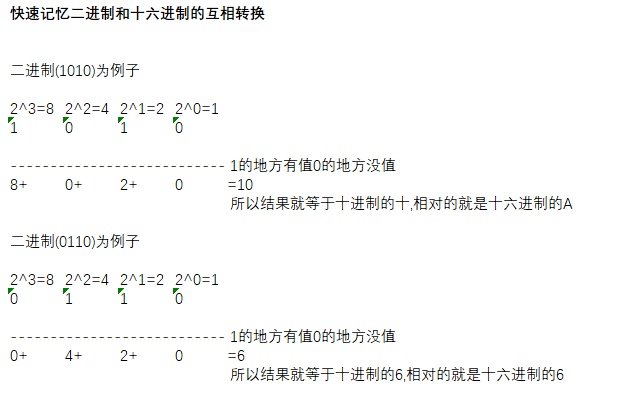 快速记忆二进制和十六进制的互相转换
二进制(1010)为例子
2^3=8 2^2=4 2^1=2 2^0=1
1 0 1 0
--------------------------- 1的地方有值0的地方没值
8+ 0+ 2+ 0 =10
所以结果就等于十进制的十,相对的就是十六进制的A
二进制(0110)为例子
2^3=8 2^2=4 2^1=2 2^0=1
0 1 1 0
--------------------------- 1的地方有值0的地方没值
0+ 4+ 2+ 0 =6
所以结果就等于十进制的6,相对的就是十六进制的6